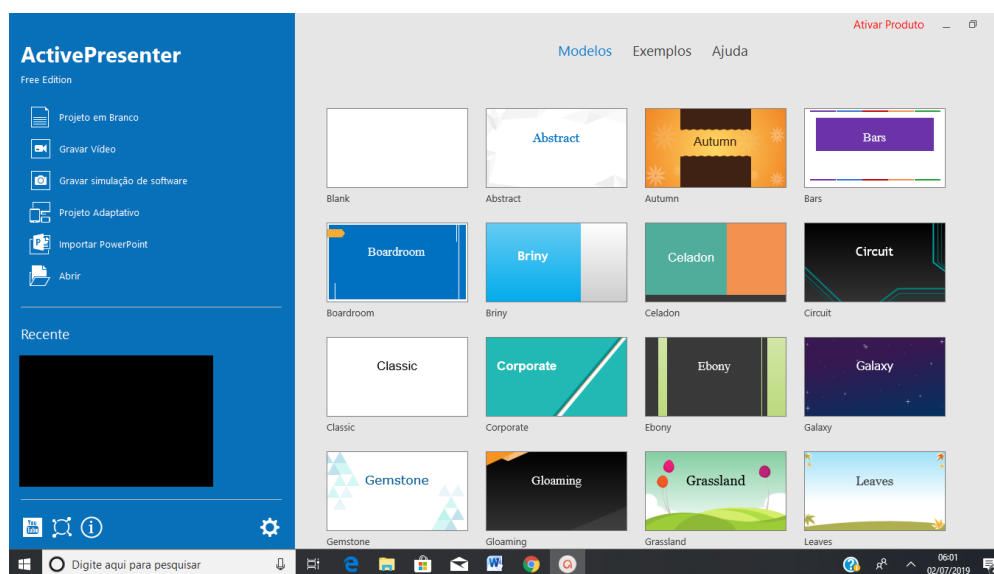 Ativar Produto
ActivePresenter
Free Edition
Modelos Exemplos Ajuda
Projeto em Branco
Gravar Vídeo
Gravar simulação de software
Projeto Adaptativo
Importar PowerPoint
Abrir
Recente
Abstract
Autumn
Bars
Blank
Abstract
Autumn
Bars
Boardroom
Briny
Celadon
Circuit
Boardroom
Briny
Celadon
Circuit
Classic
Corporate
Ebony
Galaxy
Classic
Corporate
Ebony
Galaxy
Gemstone
Gloaming
Grassland
Leaves
Gemstone
Gloaming
Grassland
Leaves
You
Tube
Digite aqui para pesquisar
06:01
02/07/2019